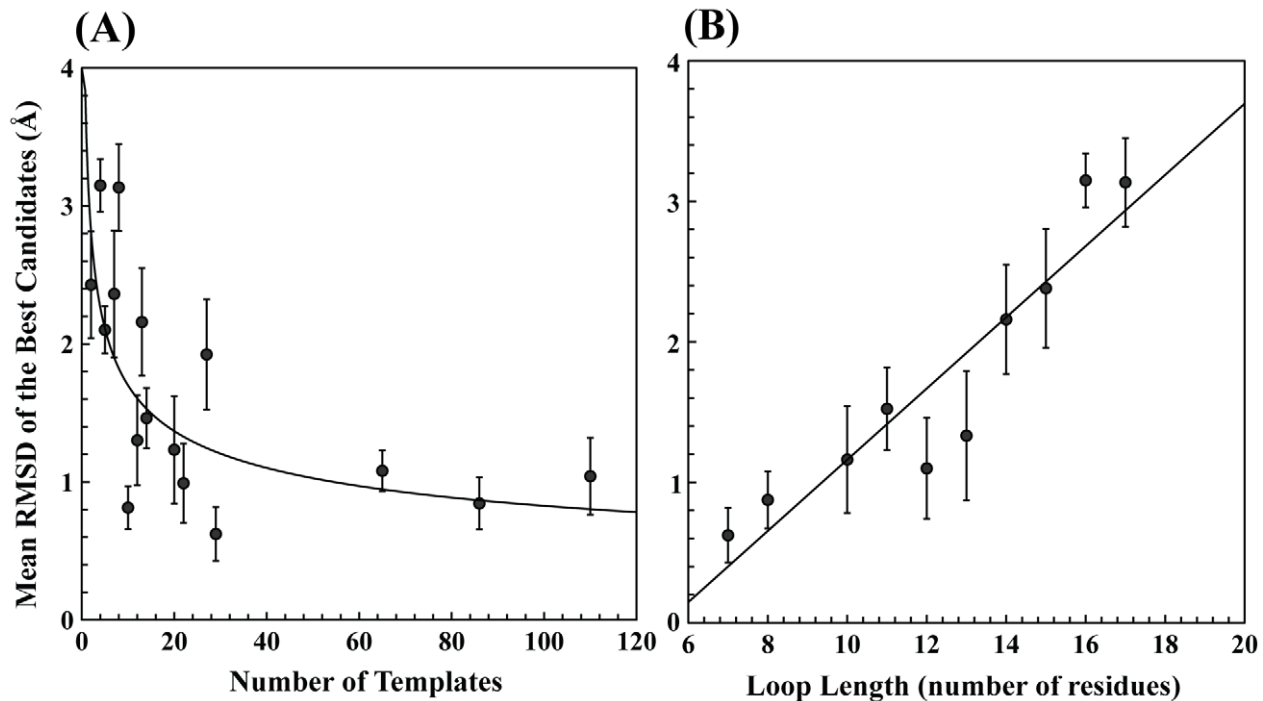 (A)
Mean RMSD of the Best Candidates (Å)
4
3
2
1
0
0 20 40 60 80 100 120
Number of Templates
(B)
4
3
2
1
0
6 8 10 12 14 16 18 20
Loop Length (number of residues)